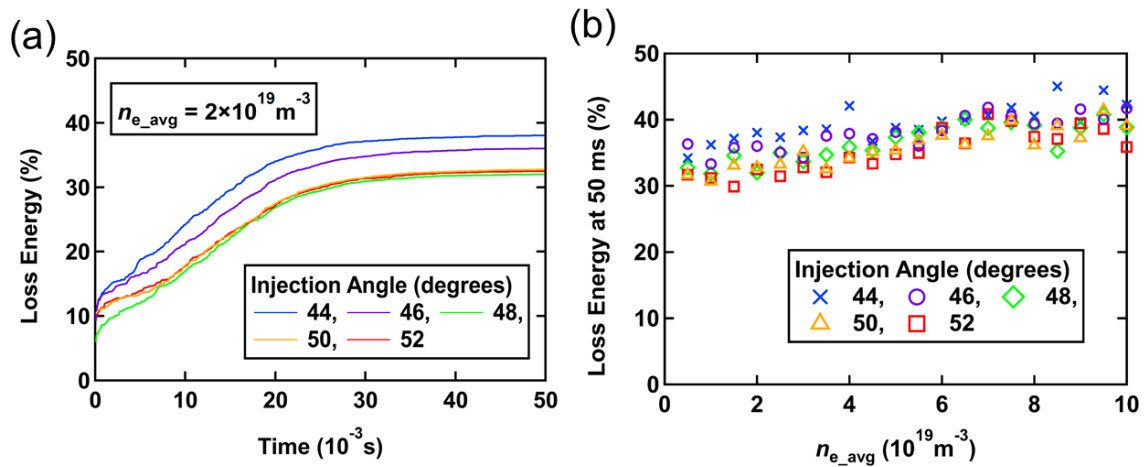 (a)
50
40
30
20
10
0
Loss Energy (%)
n_e_avg = 2×10^19 m^-3
Injection Angle (degrees)
44, 46, 48,
50, 52
0 10 20 30 40 50
Time (10^-3 s)
(b)
50
40
30
20
10
0
Loss Energy at 50 ms (%)
Injection Angle (degrees)
44, 46, 48,
50, 52
0 2 4 6 8 10
n_e_avg (10^19 m^-3)